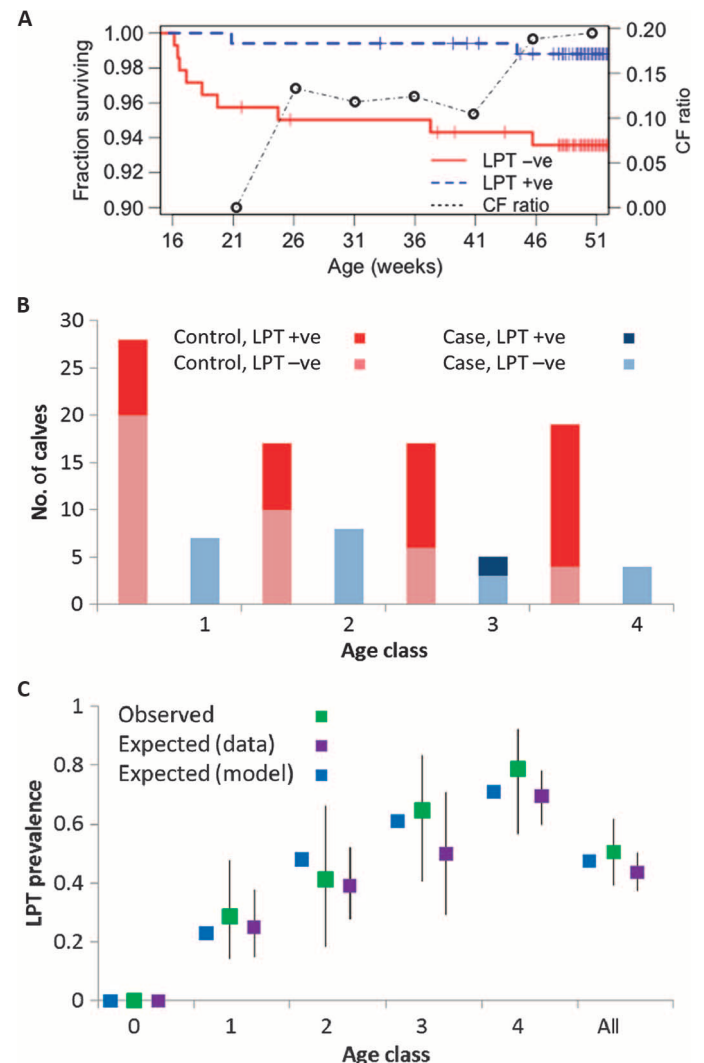 A
1.00
0.98
0.96
0.94
0.92
0.90
Fraction surviving
0.20
0.15
0.10
0.05
0.00
CF ratio
LPT –ve
LPT +ve
CF ratio
16 21 26 31 36 41 46 51
Age (weeks)
B
30
25
20
15
10
5
0
No. of calves
Control, LPT +ve Case, LPT +ve
Control, LPT –ve Case, LPT –ve
1 2 3 4
Age class
C
1
0.8
0.6
0.4
0.2
0
LPT prevalence
Observed
Expected (data)
Expected (model)
0 1 2 3 4 All
Age class